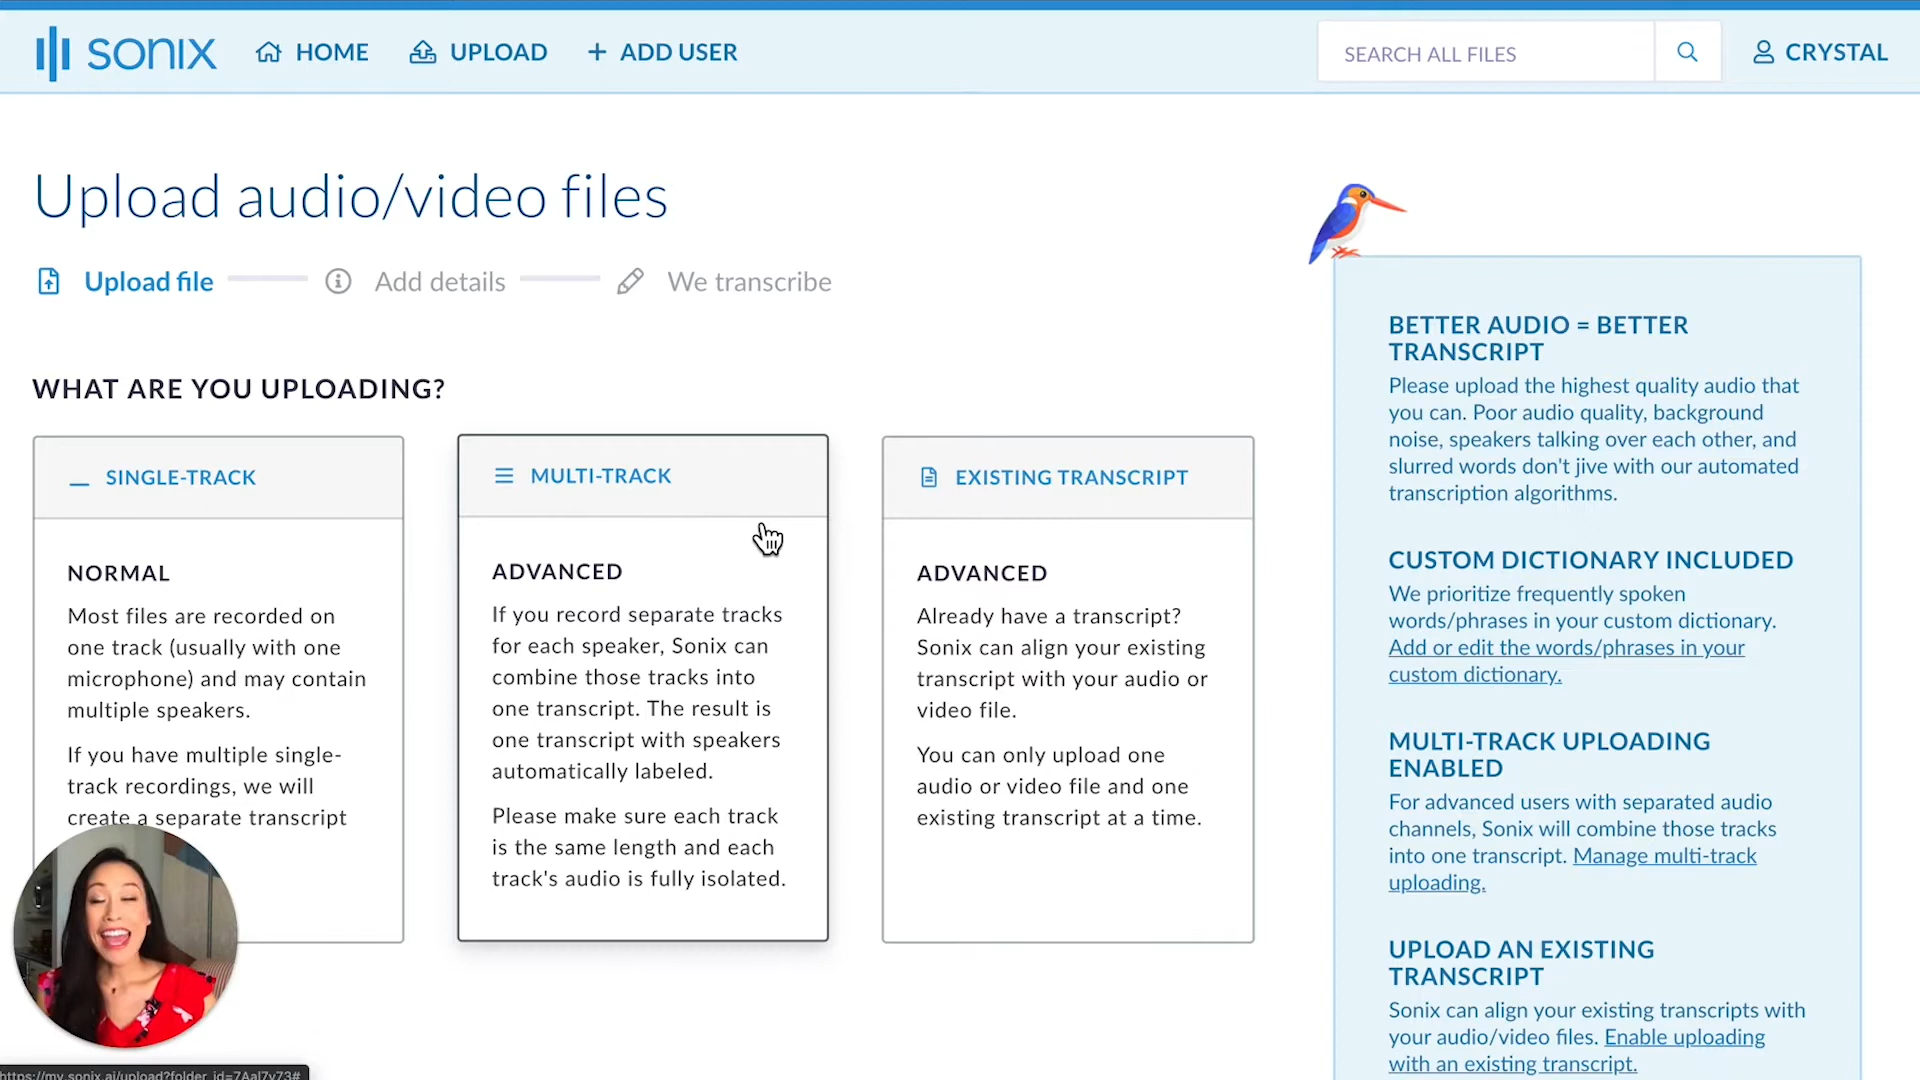 sonix
HOME
UPLOAD
+ ADD USER
SEARCH ALL FILES
CRYSTAL
Upload audio/video files
Upload file
Add details
We transcribe
WHAT ARE YOU UPLOADING?
SINGLE-TRACK
NORMAL
Most files are recorded on
one track (usually with one
microphone) and may contain
multiple speakers.
If you have multiple single-
track recordings, we will
create a separate transcript
MULTI-TRACK
ADVANCED
If you record separate tracks
for each speaker, Sonix can
combine those tracks into
one transcript. The result is
one transcript with speakers
automatically labeled.
Please make sure each track
is the same length and each
track's audio is fully isolated.
EXISTING TRANSCRIPT
ADVANCED
Already have a transcript?
Sonix can align your existing
transcript with your audio or
video file.
You can only upload one
audio or video file and one
existing transcript at a time.
BETTER AUDIO = BETTER
TRANSCRIPT
Please upload the highest quality audio that
you can. Poor audio quality, background
noise, speakers talking over each other, and
slurred words don't jive with our automated
transcription algorithms.
CUSTOM DICTIONARY INCLUDED
We prioritize frequently spoken
words/phrases in your custom dictionary.
Add or edit the words/phrases in your
custom dictionary.
MULTI-TRACK UPLOADING
ENABLED
For advanced users with separated audio
channels, Sonix will combine those tracks
into one transcript. Manage multi-track
uploading.
UPLOAD AN EXISTING
TRANSCRIPT
Sonix can align your existing transcripts with
your audio/video files. Enable uploading
with an existing transcript.